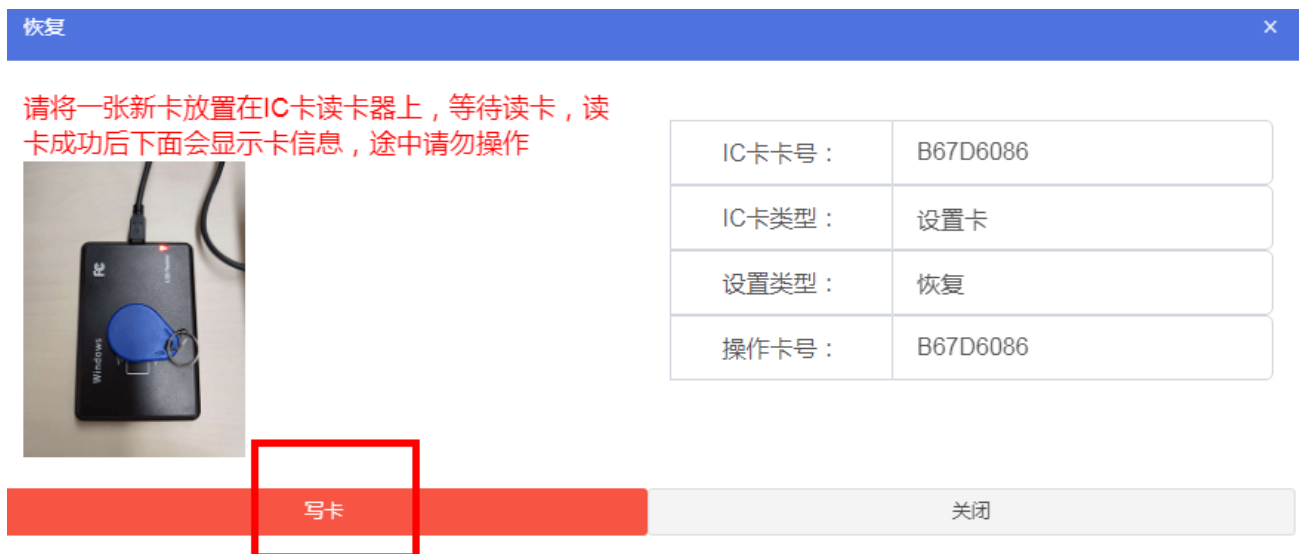 恢复
×
请将一张新卡放置在IC卡读卡器上，等待读卡，读
卡成功后下面会显示卡信息，途中请勿操作
IC卡卡号： B67D6086
IC卡类型： 设置卡
设置类型： 恢复
操作卡号： B67D6086
FC
Windows
写卡
关闭